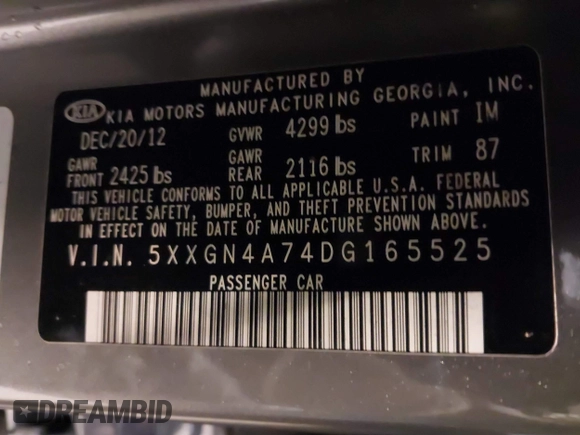 MANUFACTURED BY
KIA KIA MOTORS MANUFACTURING GEORGIA, INC.
DEC/20/12 GVWR 4299 lbs PAINT IM
GAWR FRONT 2425 lbs GAWR REAR 2116 lbs TRIM 87
THIS VEHICLE CONFORMS TO ALL APPLICABLE U.S.A. FEDERAL
MOTOR VEHICLE SAFETY, BUMPER, AND THEFT PREVENTION STANDARDS
IN EFFECT ON THE DATE OF MANUFACTURE SHOWN ABOVE.
V.I.N. 5XXGN4A74DG165525
PASSENGER CAR
DREAMBID